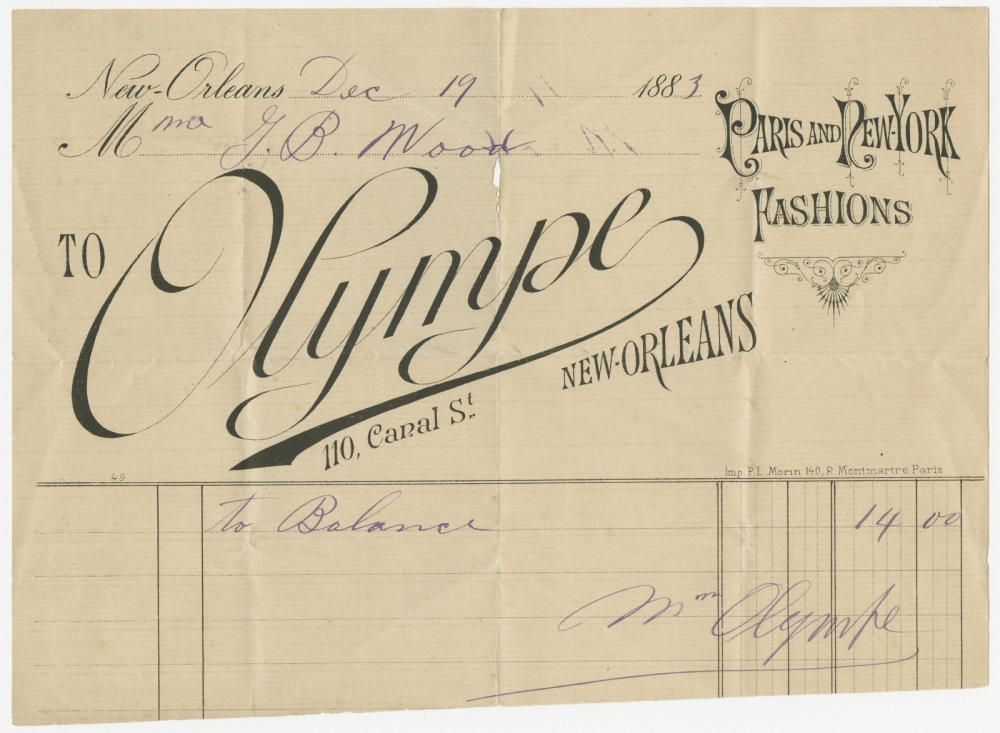 New-Orleans Dec 19 1883
Mme J. B. Wood
PARIS AND NEW-YORK
FASHIONS
TO Olympe
110, Canal St.
NEW-ORLEANS
49
Imp P.L. Morin 140, R Montmartre Paris
to Balance 14 00
Mme Olympe